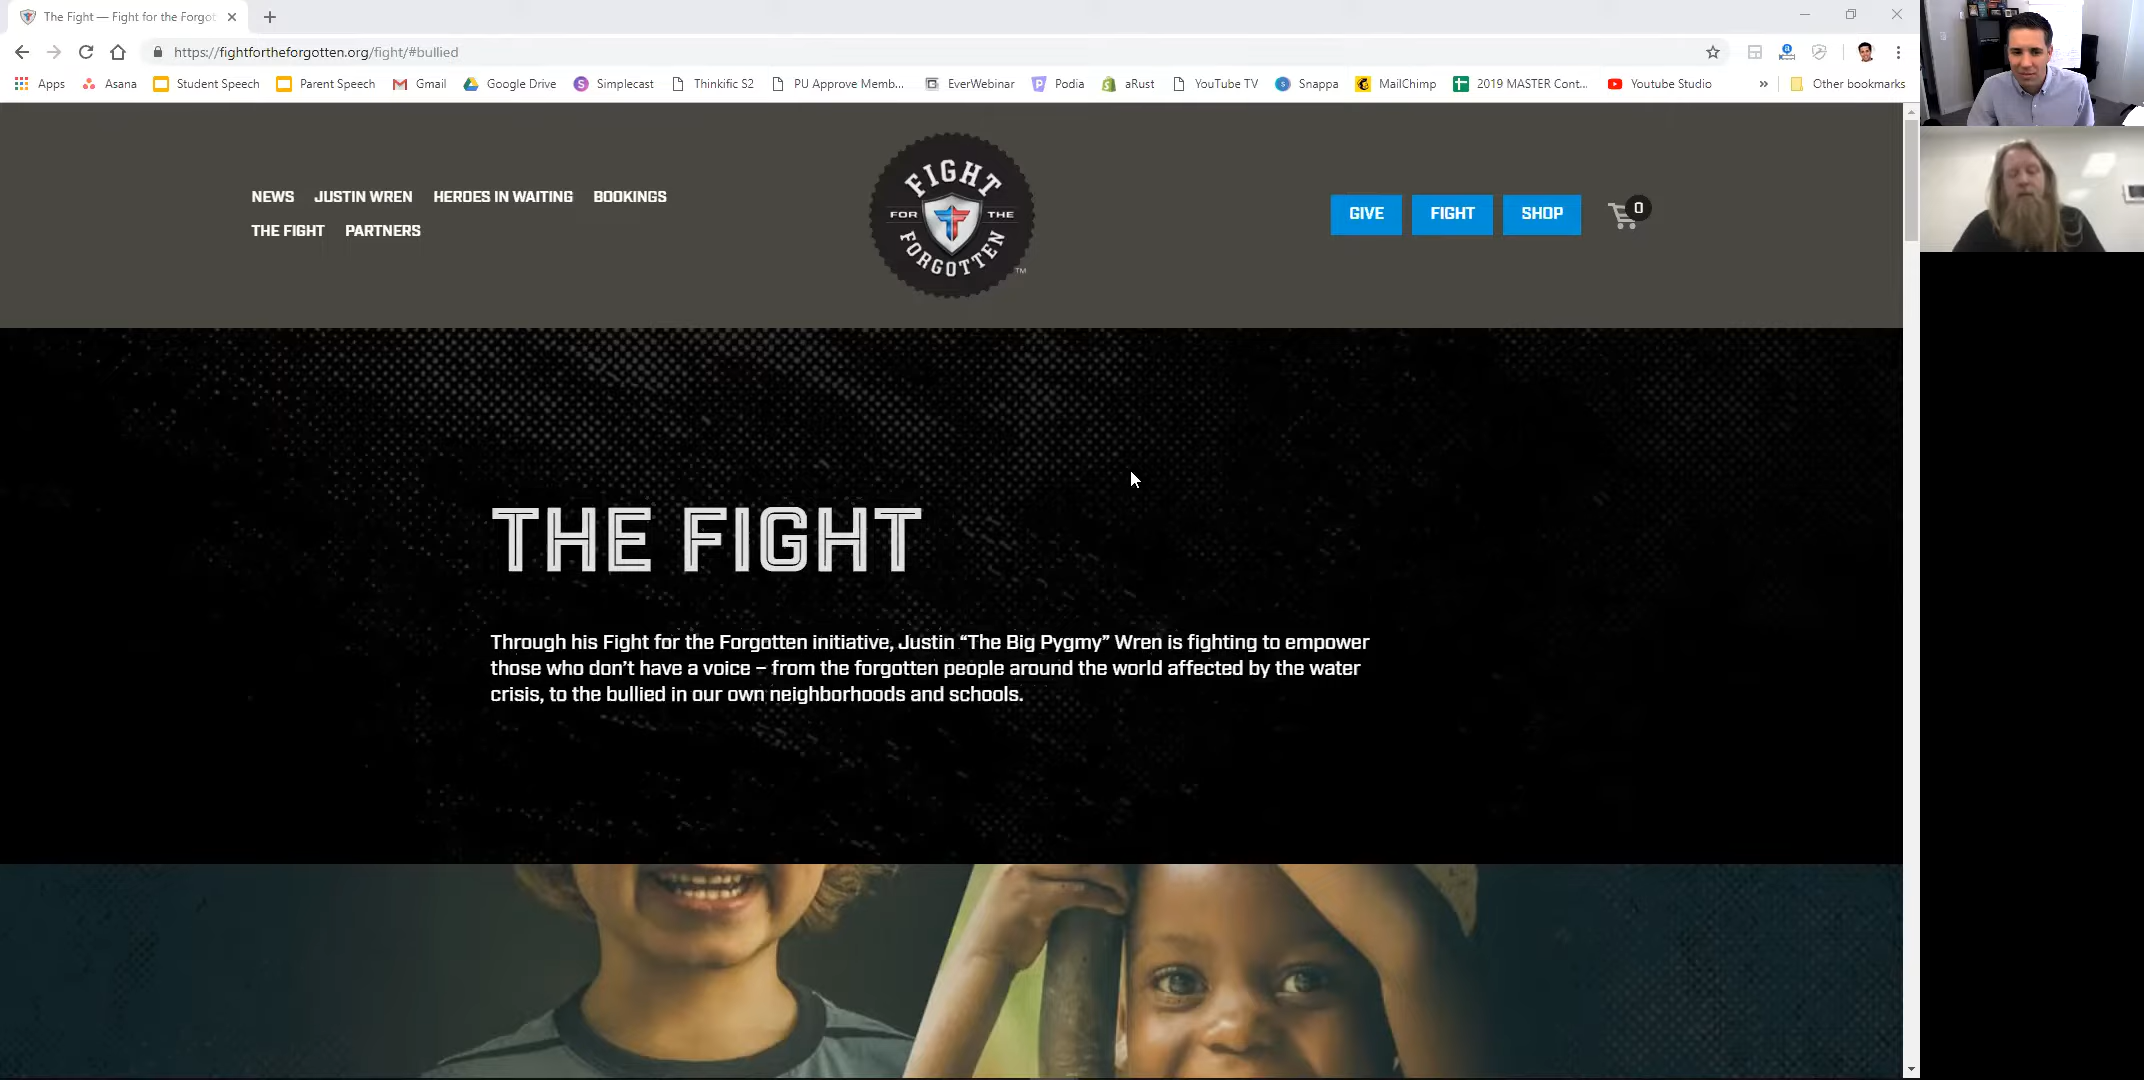 The Fight — Fight for the Forgot
https://fightfortheforgotten.org/fight/#bullied
Apps Asana Student Speech Parent Speech Gmail Google Drive Simplecast Thinkific S2 PU Approve Memb... EverWebinar Podia aRust YouTube TV Snappa MailChimp 2019 MASTER Cont... Youtube Studio » Other bookmarks
NEWS JUSTIN WREN HEROES IN WAITING BOOKINGS
THE FIGHT PARTNERS
FIGHT
FOR THE
FORGOTTEN
TM
GIVE FIGHT SHOP 0
THE FIGHT
Through his Fight for the Forgotten initiative, Justin “The Big Pygmy” Wren is fighting to empower
those who don’t have a voice – from the forgotten people around the world affected by the water
crisis, to the bullied in our own neighborhoods and schools.